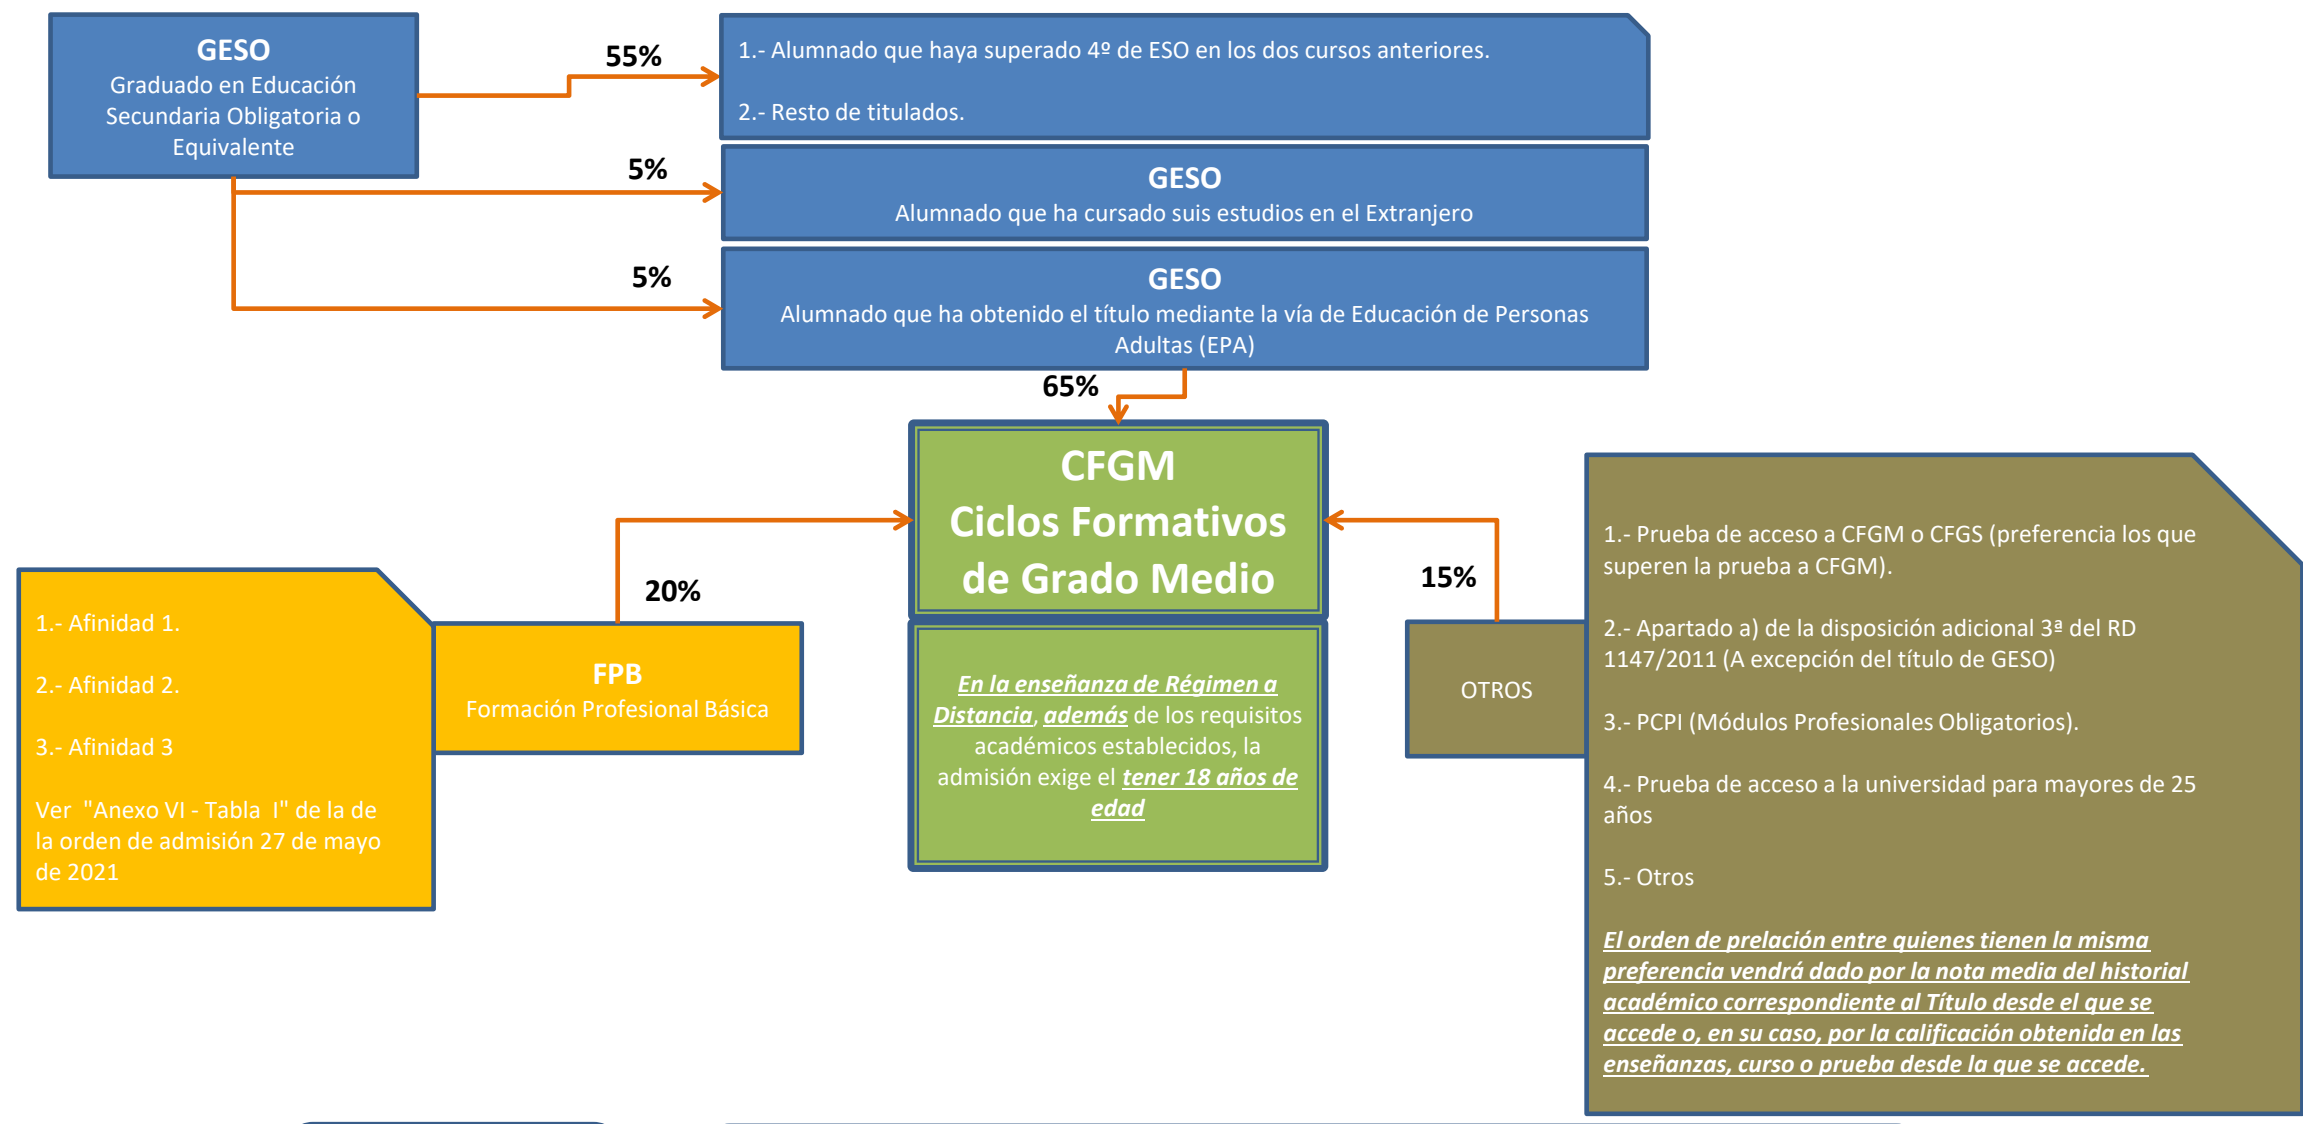 GESO
Graduado en Educación
Secundaria Obligatoria o
Equivalente
55%
1.- Alumnado que haya superado 4º de ESO en los dos cursos anteriores.
2.- Resto de titulados.
5%
GESO
Alumnado que ha cursado suis estudios en el Extranjero
5%
GESO
Alumnado que ha obtenido el título mediante la vía de Educación de Personas
Adultas (EPA)
65%
CFGM
Ciclos Formativos
de Grado Medio
En la enseñanza de Régimen a
Distancia, además de los requisitos
académicos establecidos, la
admisión exige el tener 18 años de
edad
1.- Afinidad 1.
2.- Afinidad 2.
3.- Afinidad 3
Ver "Anexo VI - Tabla I" de la de
la orden de admisión 27 de mayo
de 2021
20%
FPB
Formación Profesional Básica
15%
OTROS
1.- Prueba de acceso a CFGM o CFGS (preferencia los que
superen la prueba a CFGM).
2.- Apartado a) de la disposición adicional 3ª del RD
1147/2011 (A excepción del título de GESO)
3.- PCPI (Módulos Profesionales Obligatorios).
4.- Prueba de acceso a la universidad para mayores de 25
años
5.- Otros
El orden de prelación entre quienes tienen la misma
preferencia vendrá dado por la nota media del historial
académico correspondiente al Título desde el que se
accede o, en su caso, por la calificación obtenida en las
enseñanzas, curso o prueba desde la que se accede.